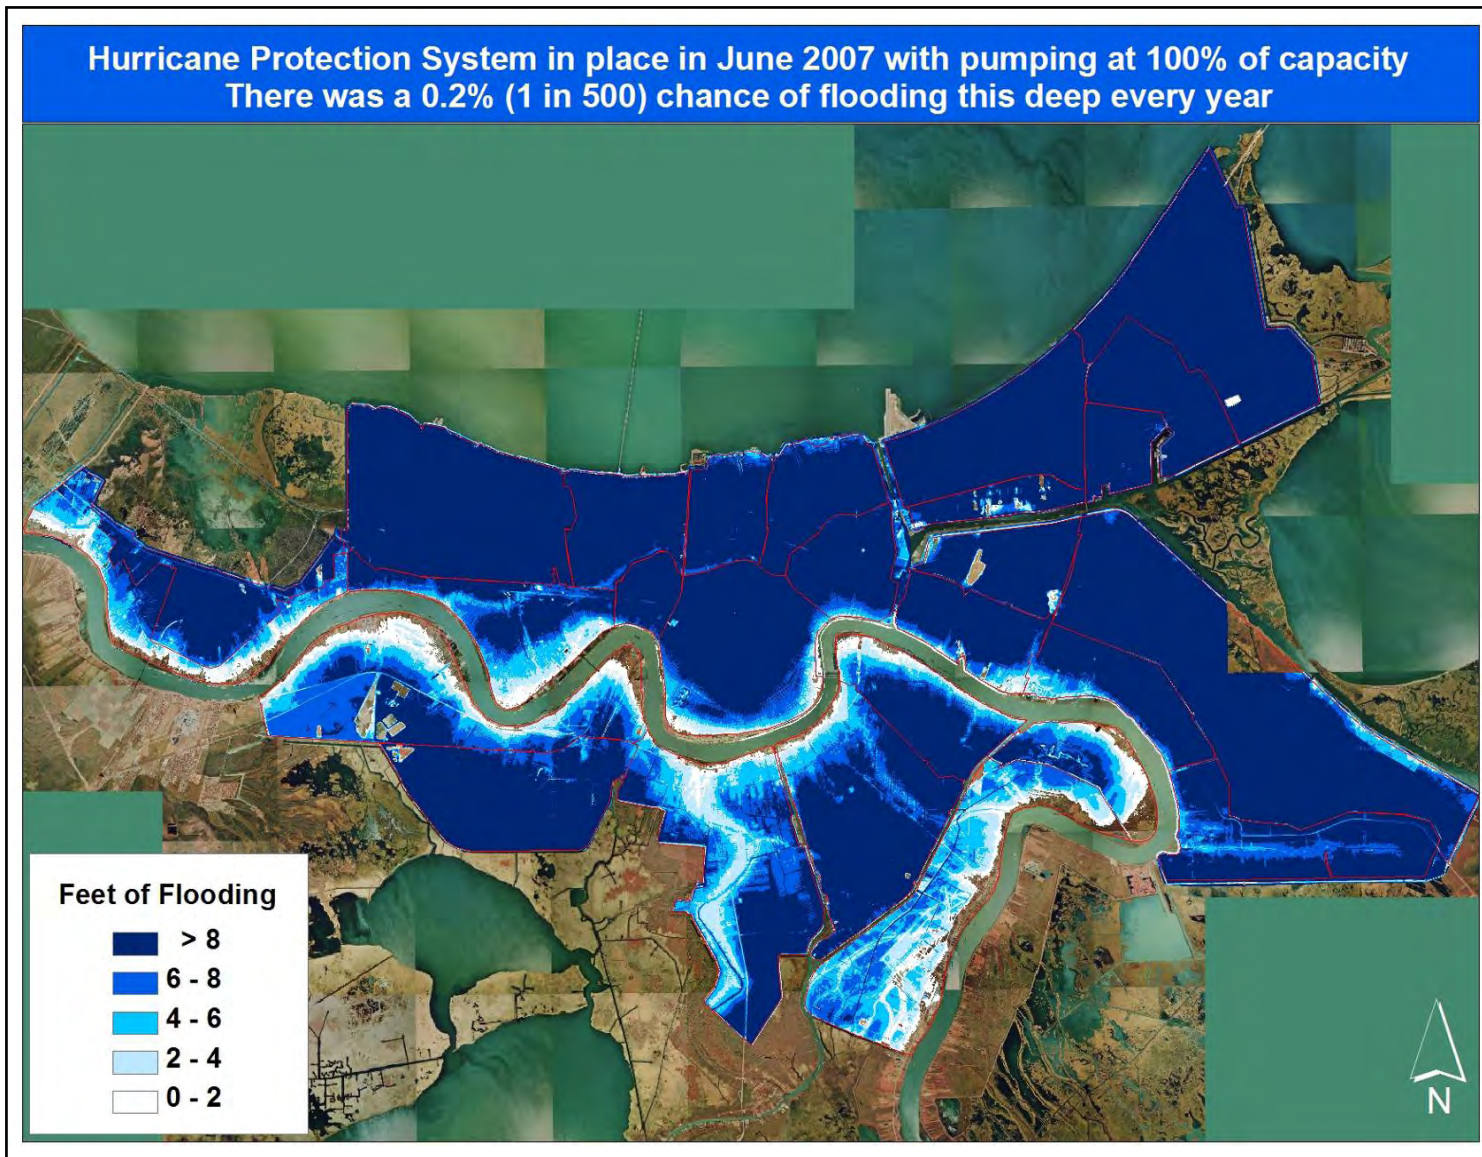 Hurricane Protection System in place in June 2007 with pumping at 100% of capacity
There was a 0.2% (1 in 500) chance of flooding this deep every year
Feet of Flooding
> 8
6 - 8
4 - 6
2 - 4
0 - 2
N